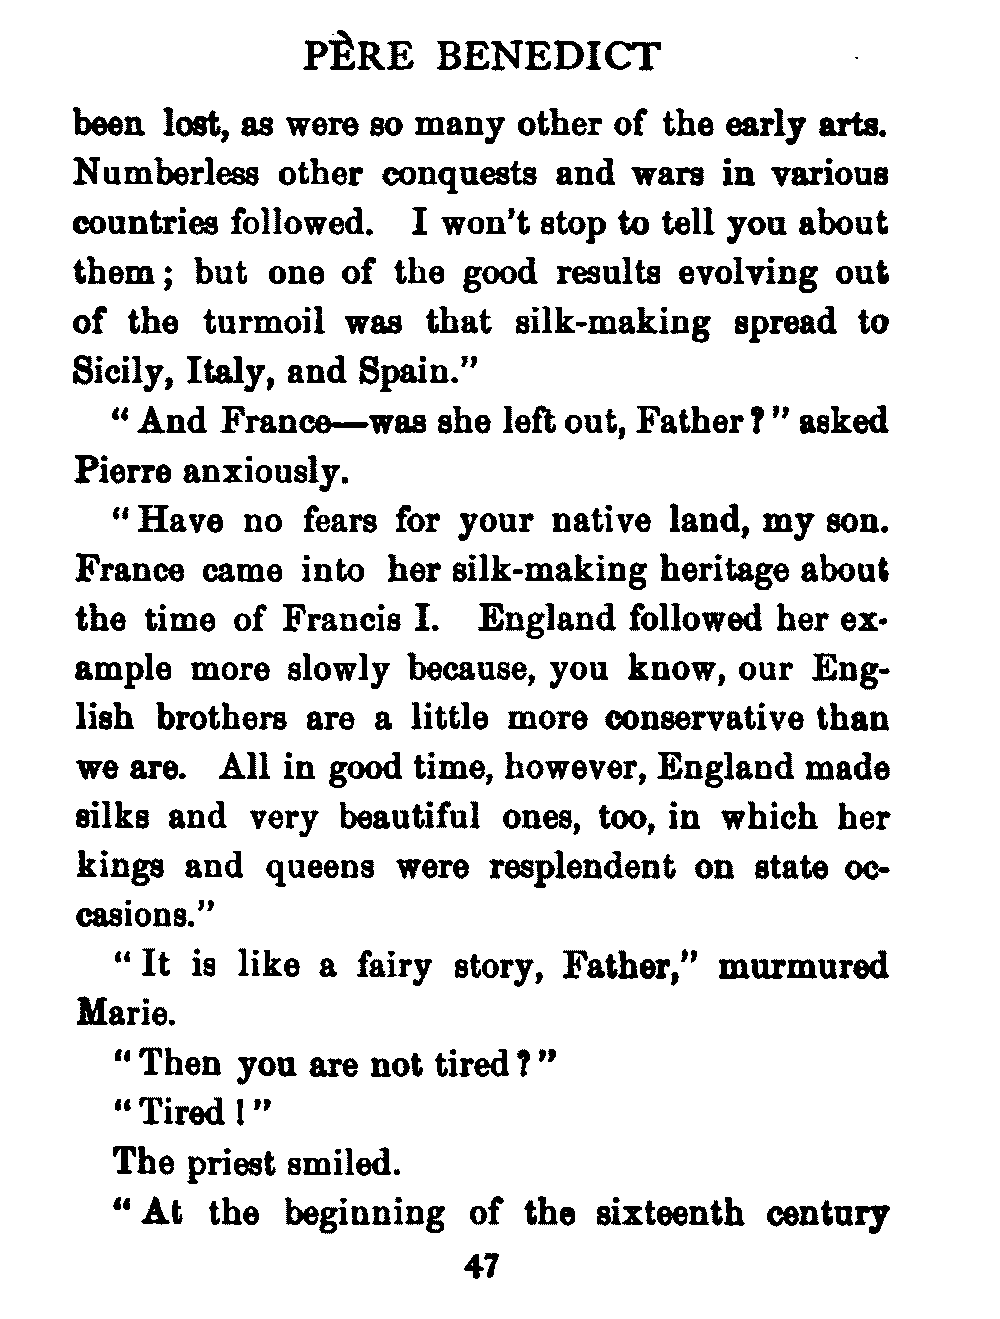 PÈRE BENEDICT
been lost, as were so many other of the early arts.
Numberless other conquests and wars in various
countries followed. I won't stop to tell you about
them; but one of the good results evolving out
of the turmoil was that silk-making spread to
Sicily, Italy, and Spain."
"And France—was she left out, Father?" asked
Pierre anxiously.
"Have no fears for your native land, my son.
France came into her silk-making heritage about
the time of Francis I. England followed her ex-
ample more slowly because, you know, our Eng-
lish brothers are a little more conservative than
we are. All in good time, however, England made
silks and very beautiful ones, too, in which her
kings and queens were resplendent on state oc-
casions."
"It is like a fairy story, Father," murmured
Marie.
"Then you are not tired?"
"Tired!"
The priest smiled.
"At the beginning of the sixteenth century
47